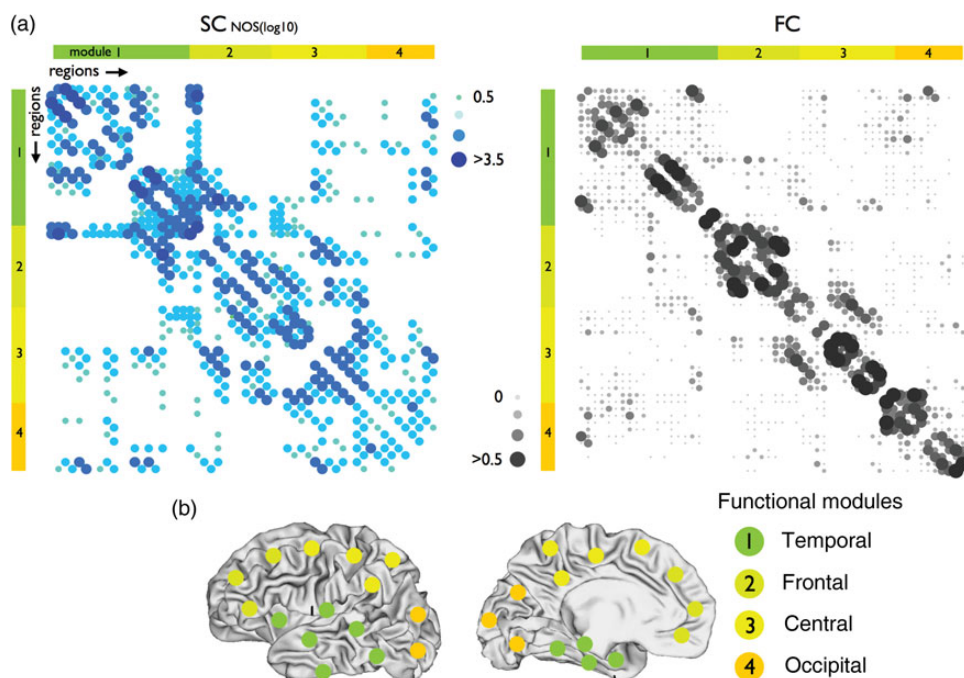 (a)
SC NOS(log10)
FC
module 1 2 3 4
1 2 3 4
regions →
← regions
1
2
3
4
0.5
>3.5
0
>0.5
1
2
3
4
(b)
Functional modules
1 Temporal
2 Frontal
3 Central
4 Occipital